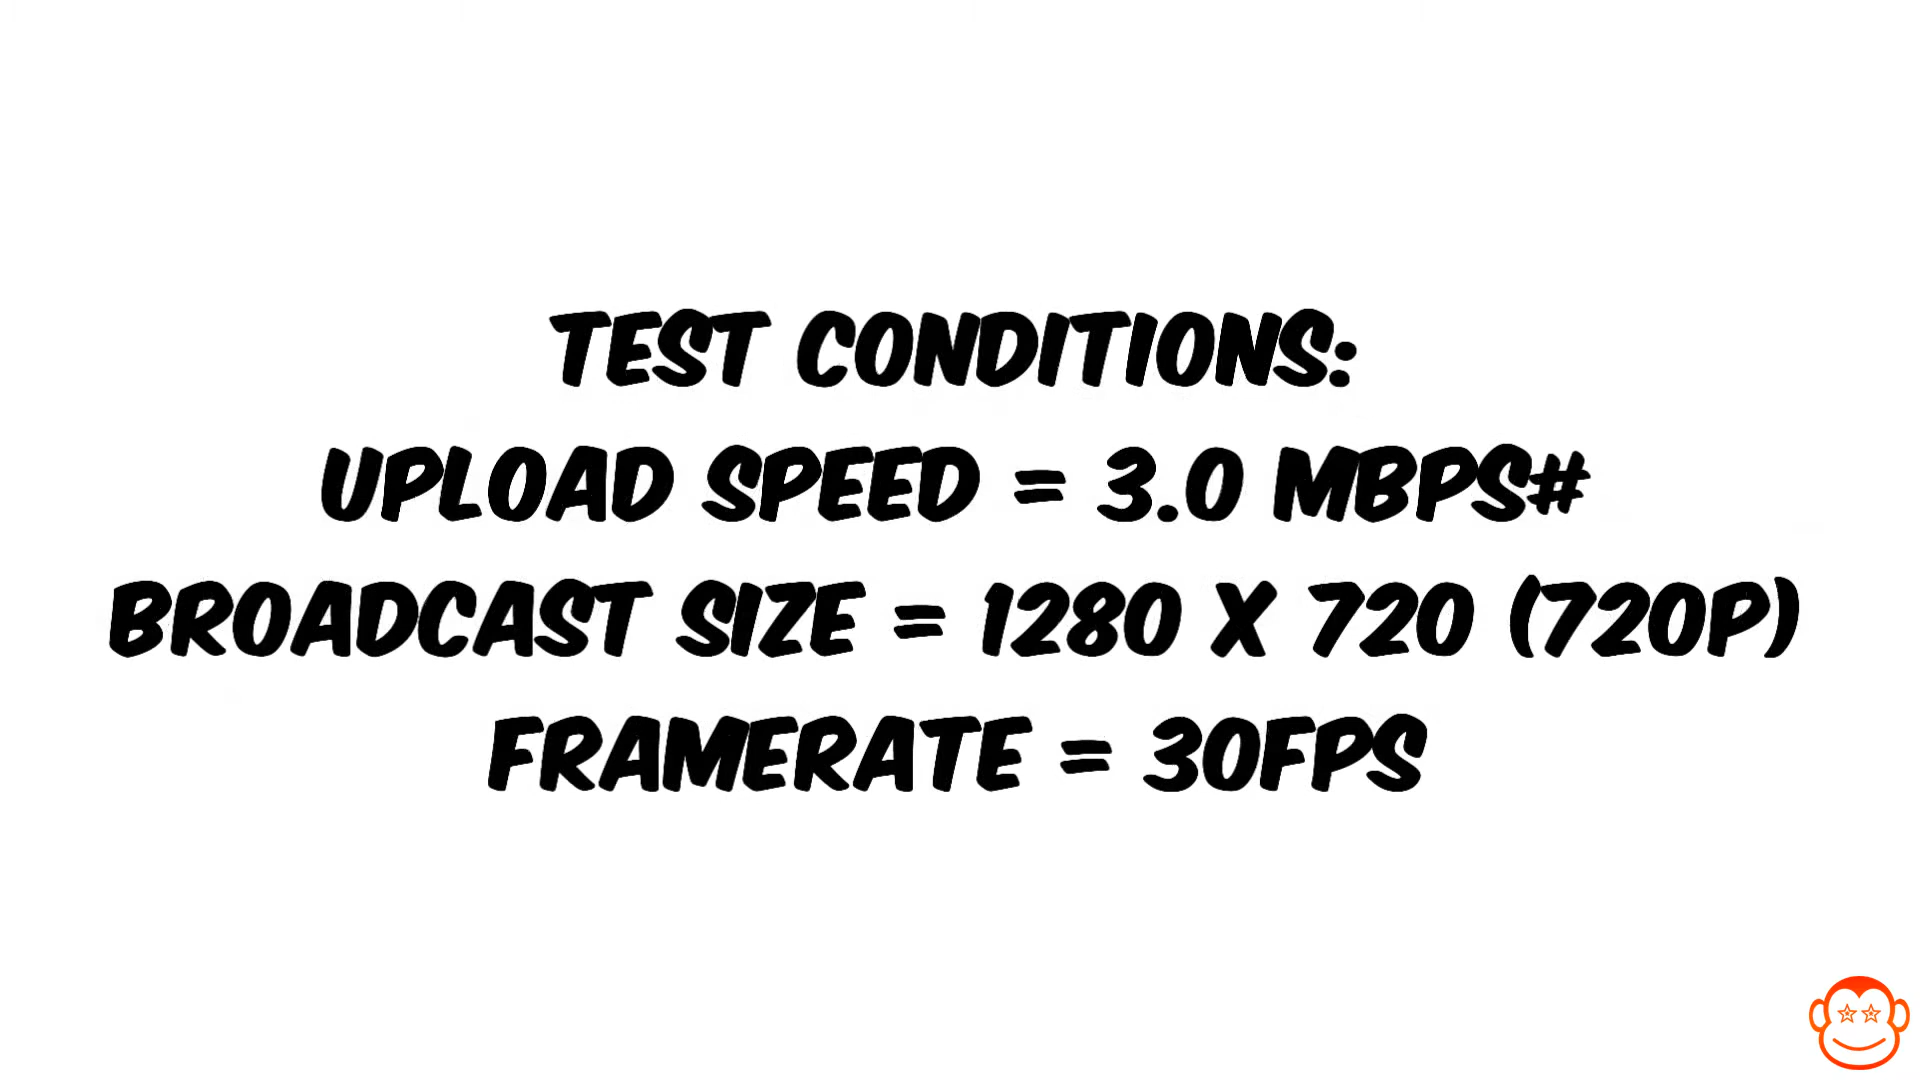 TEST CONDITIONS:
UPLOAD SPEED = 3.0 MBPS#
BROADCAST SIZE = 1280 X 720 (720P)
FRAMERATE = 30FPS